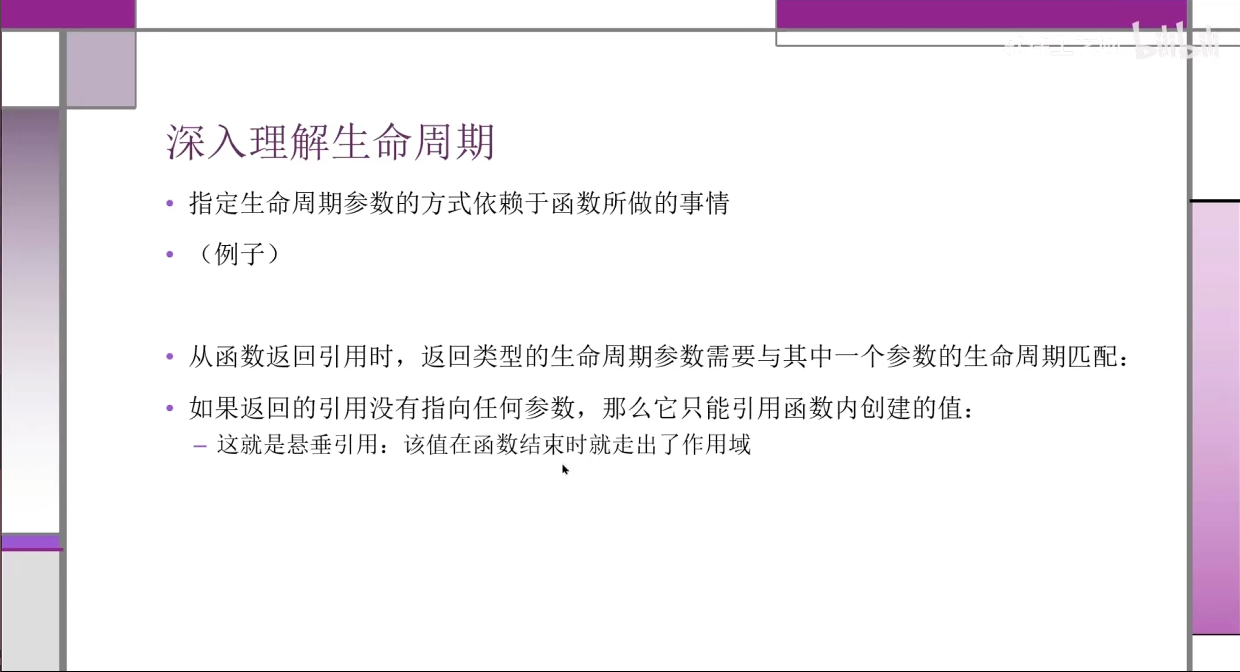 bilibili
深入理解生命周期
• 指定生命周期参数的方式依赖于函数所做的事情
• （例子）
• 从函数返回引用时，返回类型的生命周期参数需要与其中一个参数的生命周期匹配：
• 如果返回的引用没有指向任何参数，那么它只能引用函数内创建的值：
– 这就是悬垂引用：该值在函数结束时就走出了作用域